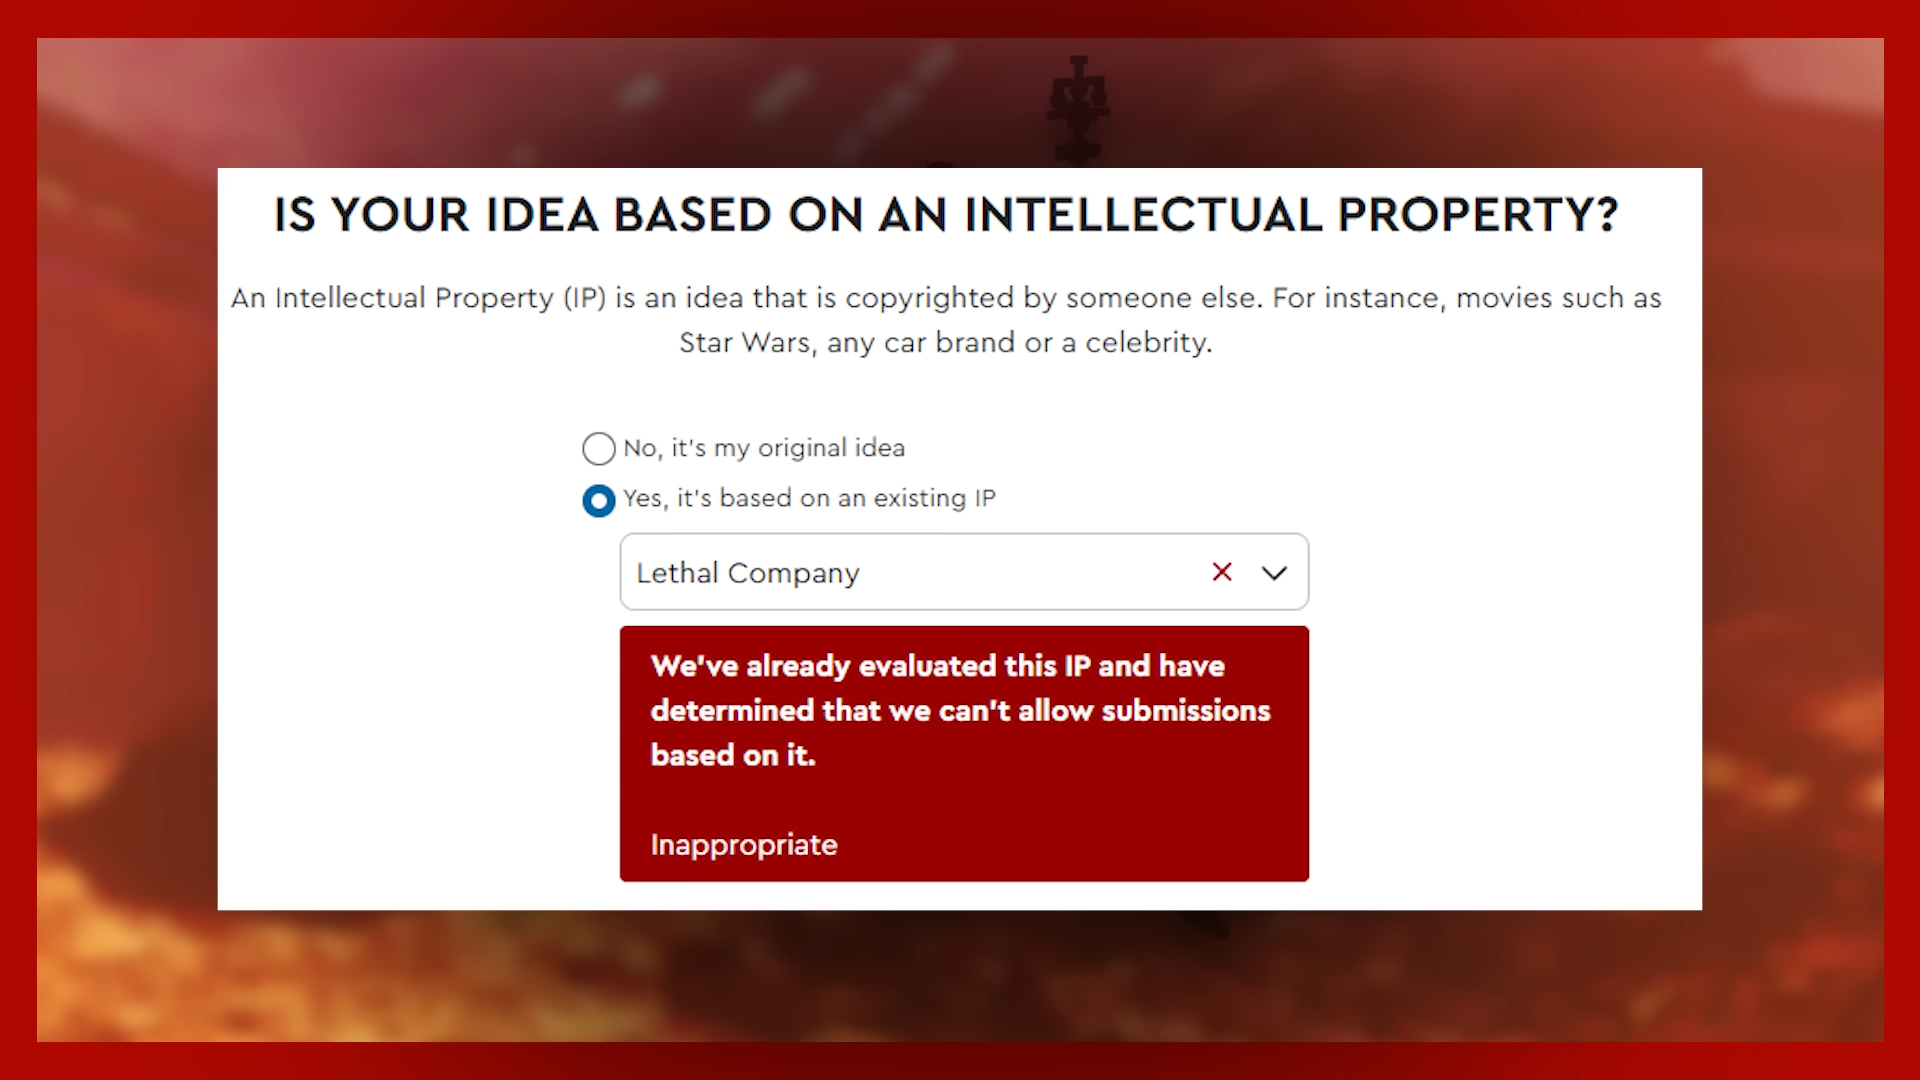 IS YOUR IDEA BASED ON AN INTELLECTUAL PROPERTY?
An Intellectual Property (IP) is an idea that is copyrighted by someone else. For instance, movies such as
Star Wars, any car brand or a celebrity.
No, it's my original idea
Yes, it's based on an existing IP
Lethal Company
We've already evaluated this IP and have
determined that we can't allow submissions
based on it.
Inappropriate